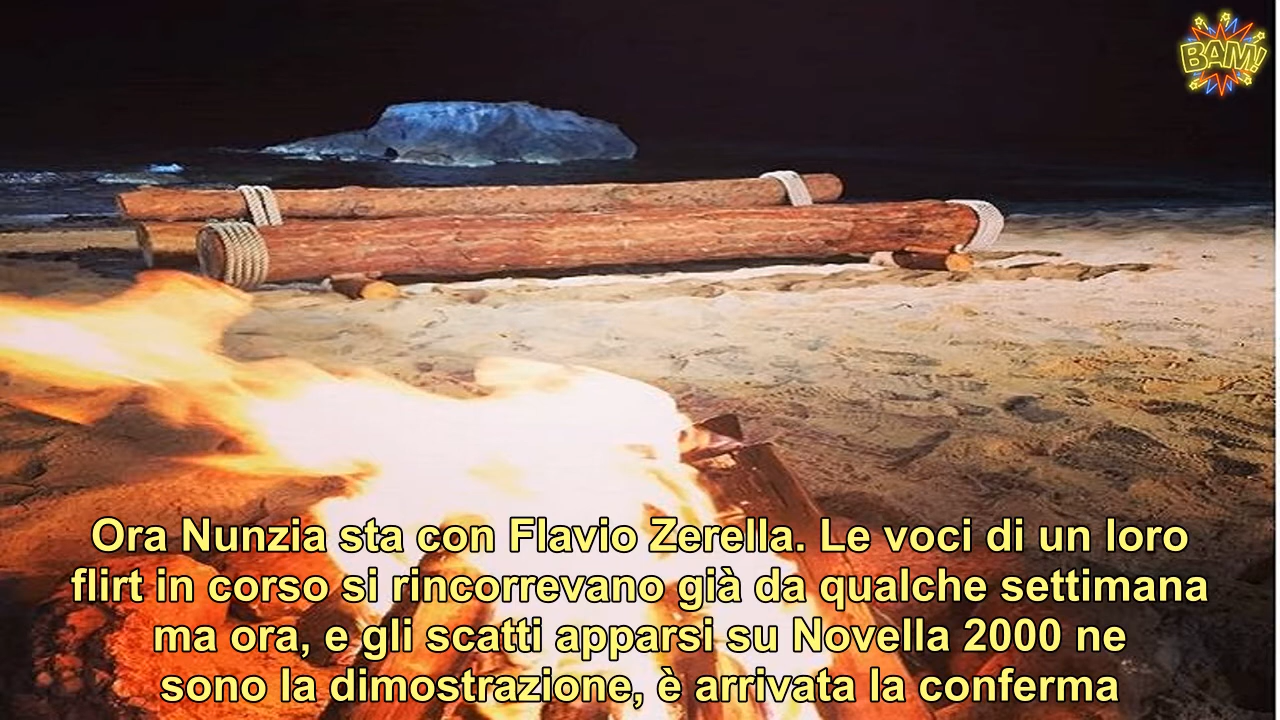 BAM!
Ora Nunzia sta con Flavio Zerella. Le voci di un loro
flirt in corso si rincorrevano già da qualche settimana
ma ora, e gli scatti apparsi su Novella 2000 ne
sono la dimostrazione, è arrivata la conferma